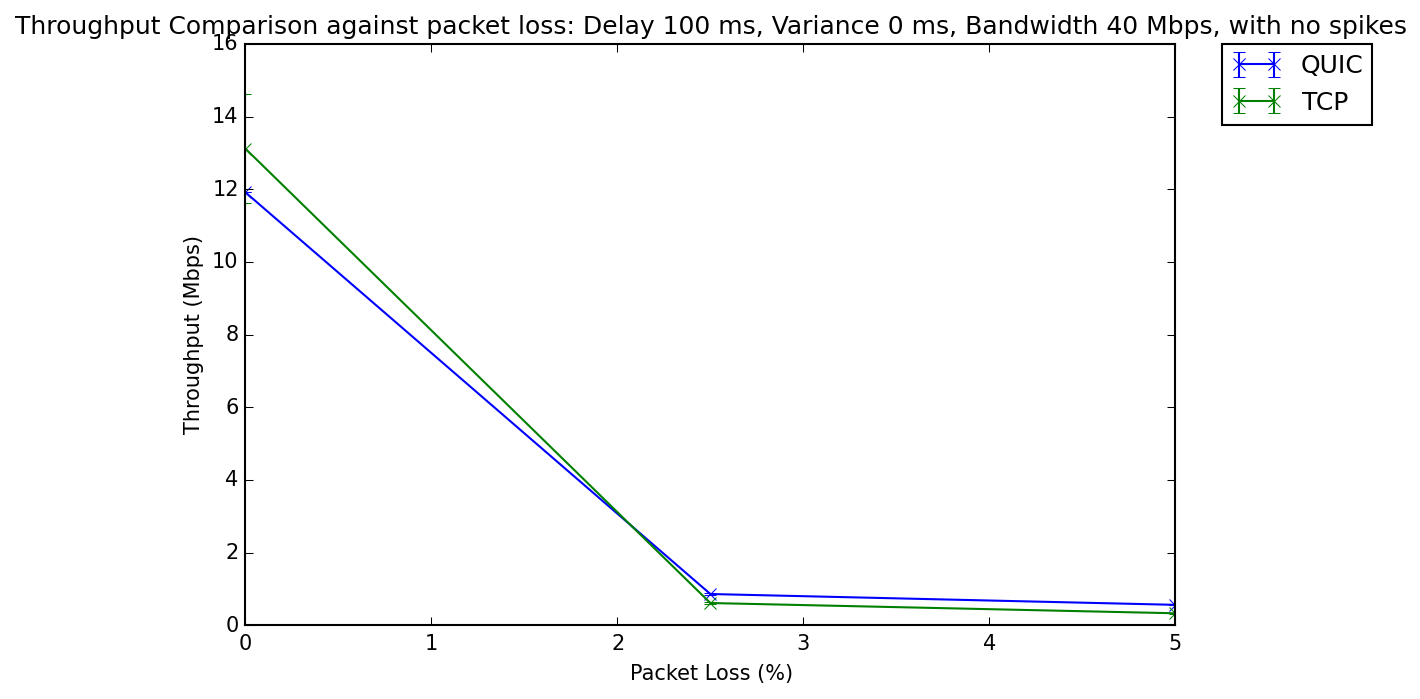 Throughput Comparison against packet loss: Delay 100 ms, Variance 0 ms, Bandwidth 40 Mbps, with no spikes
QUIC
TCP
Throughput (Mbps)
16
14
12
10
8
6
4
2
0
0 1 2 3 4 5
Packet Loss (%)